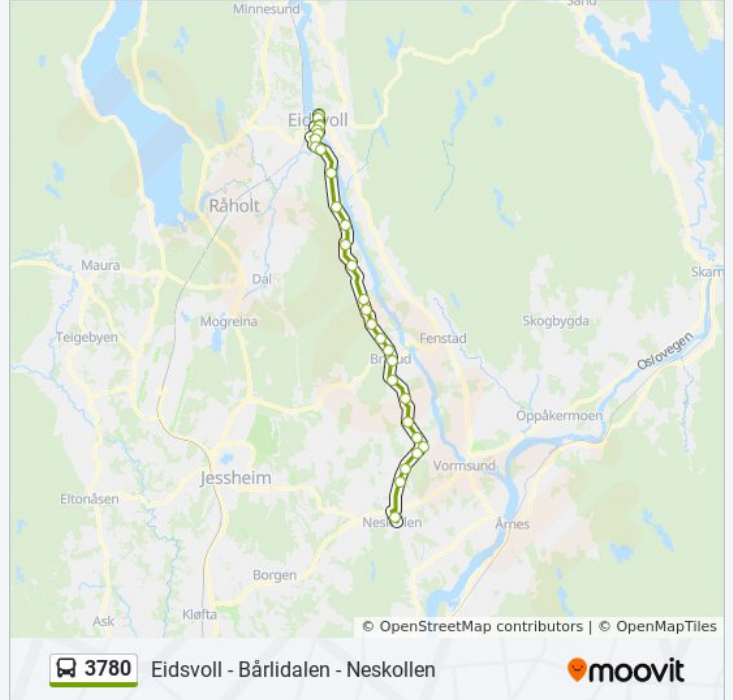 Minnesund
Eidsvoll
Råholt
Maura
Dal
Skarn
Mogreina
Skogbygda
Teigebyen
Fenstad
Oslovegen
Oppåkermoen
Jessheim
Vormsund
Eltonåsen
Neskollen
Årnes
Borgen
Ask
Kløfta
© OpenStreetMap contributors | © OpenMapTiles
3780 Eidsvoll - Bårlidalen - Neskollen
moovit